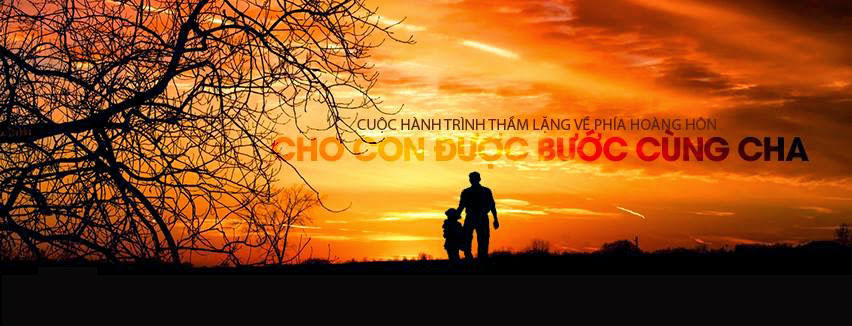 CUỘC HÀNH TRÌNH THẦM LẶNG VỀ PHÍA HOÀNG HÔN
CHO CON ĐƯỢC BƯỚC CÙNG CHA